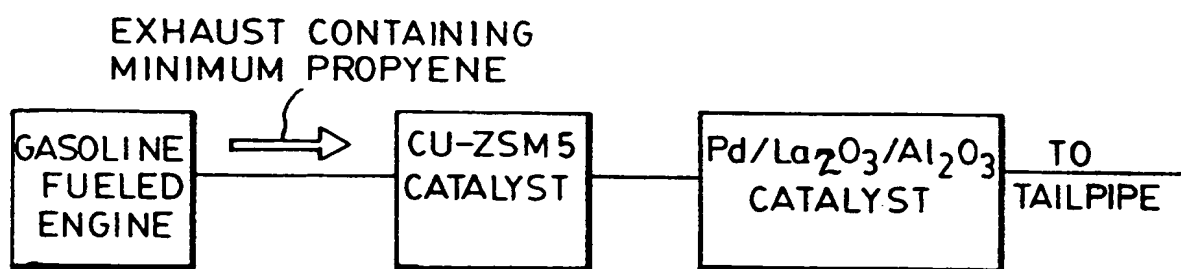 EXHAUST CONTAINING
MINIMUM PROPYENE
GASOLINE
FUELED
ENGINE
CU-ZSM5
CATALYST
Pd/La2O3/Al2O3
CATALYST
TO
TAILPIPE